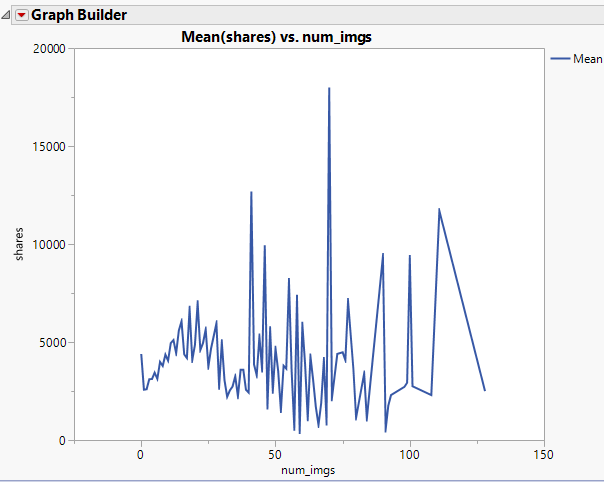 Graph Builder
Mean(shares) vs. num_imgs
20000
15000
10000
5000
0
shares
0 50 100 150
num_imgs
Mean